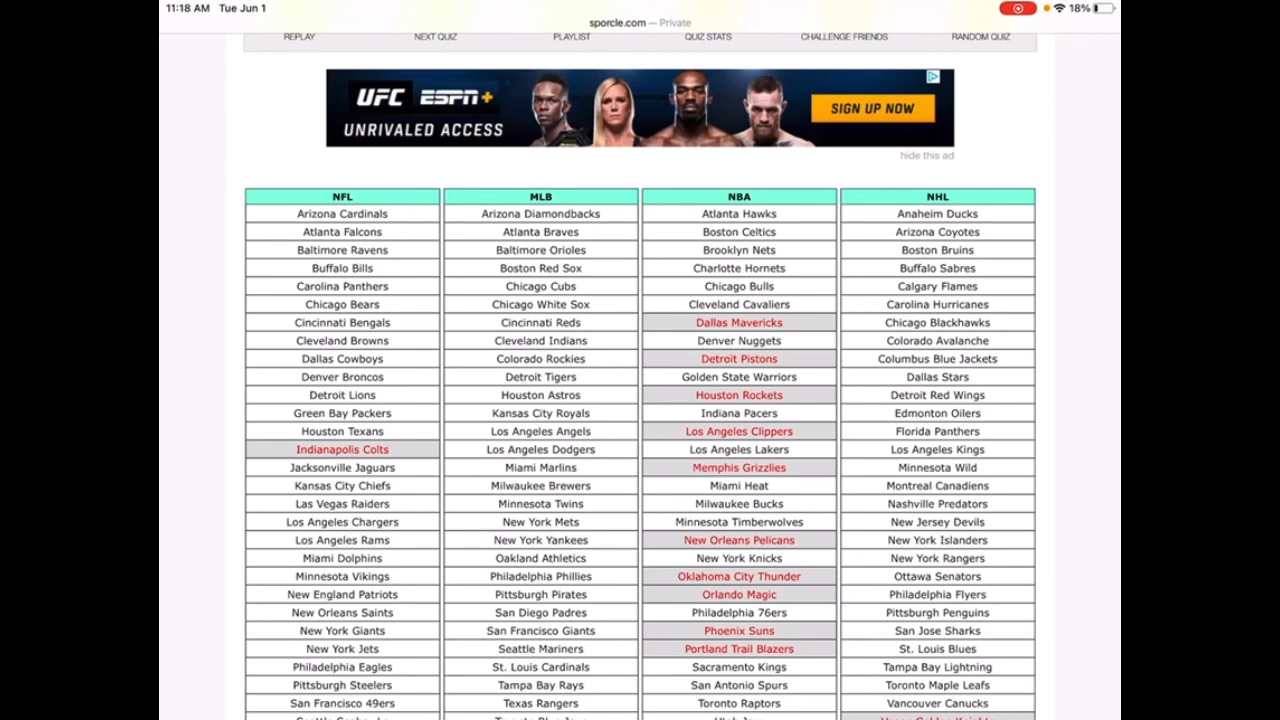 11:18 AM Tue Jun 1 18%
sporcle.com — Private
REPLAY NEXT QUIZ PLAYLIST QUIZ STATS CHALLENGE FRIENDS RANDOM QUIZ
UFC ESPN+
UNRIVALED ACCESS
SIGN UP NOW
hide this ad
NFL MLB NBA NHL
Arizona Cardinals Arizona Diamondbacks Atlanta Hawks Anaheim Ducks
Atlanta Falcons Atlanta Braves Boston Celtics Arizona Coyotes
Baltimore Ravens Baltimore Orioles Brooklyn Nets Boston Bruins
Buffalo Bills Boston Red Sox Charlotte Hornets Buffalo Sabres
Carolina Panthers Chicago Cubs Chicago Bulls Calgary Flames
Chicago Bears Chicago White Sox Cleveland Cavaliers Carolina Hurricanes
Cincinnati Bengals Cincinnati Reds Dallas Mavericks Chicago Blackhawks
Cleveland Browns Cleveland Indians Denver Nuggets Colorado Avalanche
Dallas Cowboys Colorado Rockies Detroit Pistons Columbus Blue Jackets
Denver Broncos Detroit Tigers Golden State Warriors Dallas Stars
Detroit Lions Houston Astros Houston Rockets Detroit Red Wings
Green Bay Packers Kansas City Royals Indiana Pacers Edmonton Oilers
Houston Texans Los Angeles Angels Los Angeles Clippers Florida Panthers
Indianapolis Colts Los Angeles Dodgers Los Angeles Lakers Los Angeles Kings
Jacksonville Jaguars Miami Marlins Memphis Grizzlies Minnesota Wild
Kansas City Chiefs Milwaukee Brewers Miami Heat Montreal Canadiens
Las Vegas Raiders Minnesota Twins Milwaukee Bucks Nashville Predators
Los Angeles Chargers New York Mets Minnesota Timberwolves New Jersey Devils
Los Angeles Rams New York Yankees New Orleans Pelicans New York Islanders
Miami Dolphins Oakland Athletics New York Knicks New York Rangers
Minnesota Vikings Philadelphia Phillies Oklahoma City Thunder Ottawa Senators
New England Patriots Pittsburgh Pirates Orlando Magic Philadelphia Flyers
New Orleans Saints San Diego Padres Philadelphia 76ers Pittsburgh Penguins
New York Giants San Francisco Giants Phoenix Suns San Jose Sharks
New York Jets Seattle Mariners Portland Trail Blazers St. Louis Blues
Philadelphia Eagles St. Louis Cardinals Sacramento Kings Tampa Bay Lightning
Pittsburgh Steelers Tampa Bay Rays San Antonio Spurs Toronto Maple Leafs
San Francisco 49ers Texas Rangers Toronto Raptors Vancouver Canucks